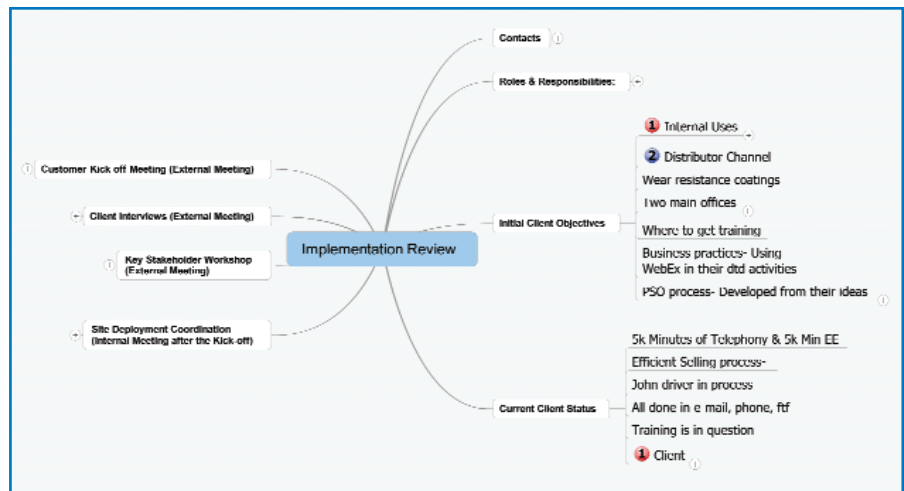 Contacts
Roles & Responsibilities:
1 Internal Uses
2 Distributor Channel
Wear resistance coatings
Two main offices
Initial Client Objectives
Where to get training
Business practices- Using
WebEx in their dtd activities
PSO process- Developed from their ideas
Customer Kick off Meeting (External Meeting)
Client Interviews (External Meeting)
Implementation Review
Key Stakeholder Workshop
(External Meeting)
Site Deployment Coordination
(Internal Meeting after the Kick-off)
5k Minutes of Telephony & 5k Min EE
Efficient Selling process-
John driver in process
Current Client Status
All done in e mail, phone, ftf
Training is in question
1 Client